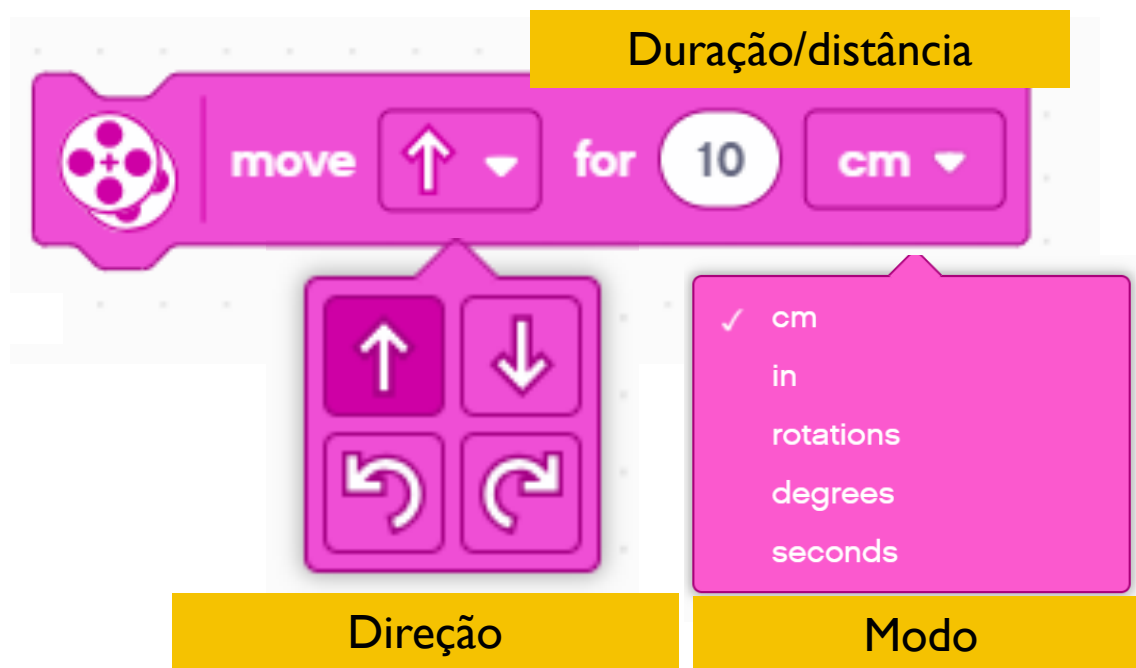 Duração/distância
move for 10 cm
cm
in
rotations
degrees
seconds
Direção
Modo